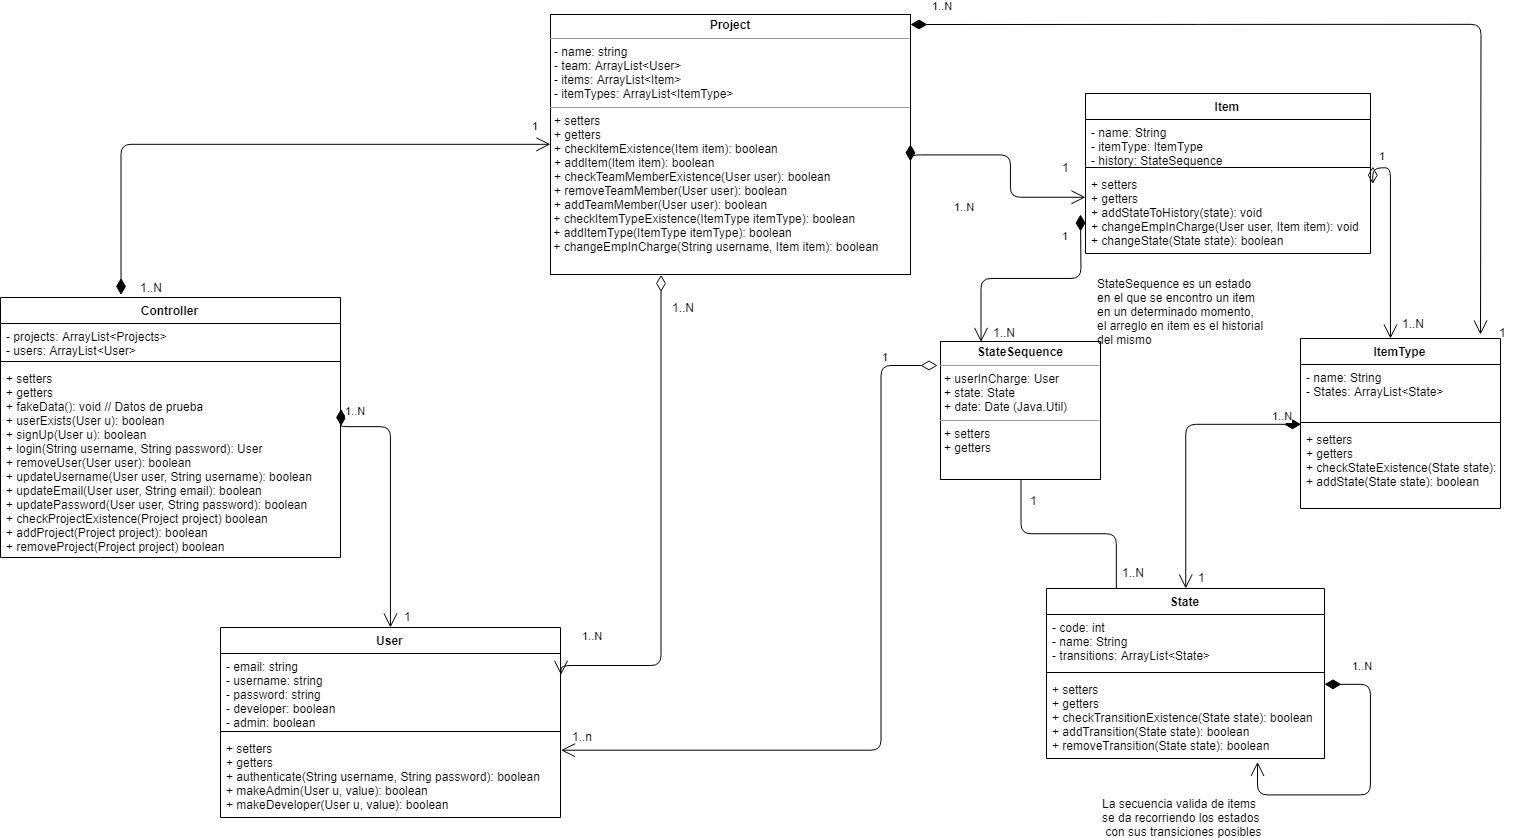 1..N
Project
- name: string
- team: ArrayList<User>
- items: ArrayList<Item>
- itemTypes: ArrayList<ItemType>
+ setters
+ getters
+ checkItemExistence(Item item): boolean
+ addItem(Item item): boolean
+ checkTeamMemberExistence(User user): boolean
+ removeTeamMember(User user): boolean
+ addTeamMember(User user): boolean
+ checkItemTypeExistence(ItemType itemType): boolean
+ addItemType(ItemType itemType): boolean
+ changeEmpInCharge(String username, Item item): boolean
1
1..N
1..N
1
1..N
Item
- name: String
- itemType: ItemType
- history: StateSequence
+ setters
+ getters
+ addStateToHistory(state): void
+ changeEmpInCharge(User user, Item item): void
+ changeState(State state): boolean
1
1
StateSequence es un estado
en el que se encontro un item
en un determinado momento,
el arreglo en item es el historial
del mismo
1..N
1..N
1
Controller
- projects: ArrayList<Projects>
- users: ArrayList<User>
+ setters
+ getters
+ fakeData(): void // Datos de prueba
+ userExists(User u): boolean
+ signUp(User u): boolean
+ login(String username, String password): User
+ removeUser(User user): boolean
+ updateUsername(User user, String username): boolean
+ updateEmail(User user, String email): boolean
+ updatePassword(User user, String password): boolean
+ checkProjectExistence(Project project) boolean
+ addProject(Project project): boolean
+ removeProject(Project project) boolean
1..N
1
1
StateSequence
+ userInCharge: User
+ state: State
+ date: Date (Java.Util)
+ setters
+ getters
1
1..N
ItemType
- name: String
- States: ArrayList<State>
+ setters
+ getters
+ checkStateExistence(State state):
+ addState(State state): boolean
1..N
1
User
- email: string
- username: string
- password: string
- developer: boolean
- admin: boolean
+ setters
+ getters
+ authenticate(String username, String password): boolean
+ makeAdmin(User u, value): boolean
+ makeDeveloper(User u, value): boolean
1..N
1..n
State
- code: int
- name: String
- transitions: ArrayList<State>
+ setters
+ getters
+ checkTransitionExistence(State state): boolean
+ addTransition(State state): boolean
+ removeTransition(State state): boolean
1..N
La secuencia valida de items
se da recorriendo los estados
con sus transiciones posibles